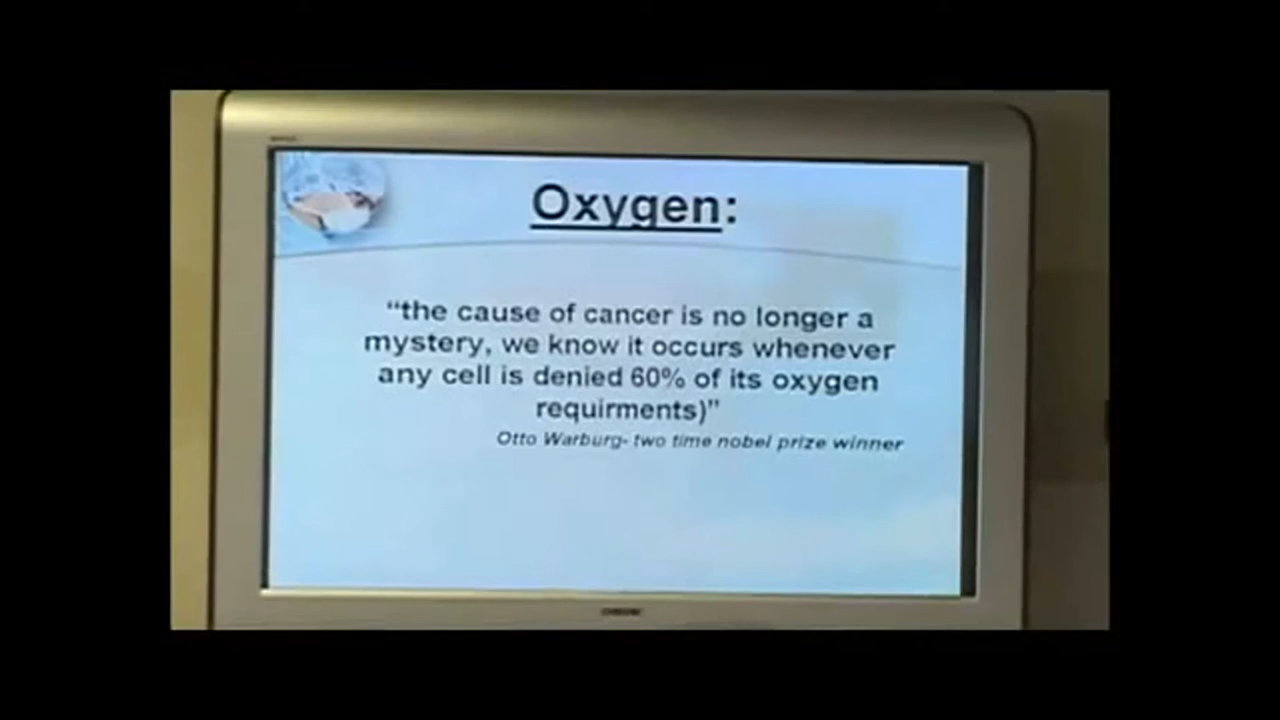 Oxygen:
“the cause of cancer is no longer a
mystery, we know it occurs whenever
any cell is denied 60% of its oxygen
requirments)”
Otto Warburg- two time nobel prize winner